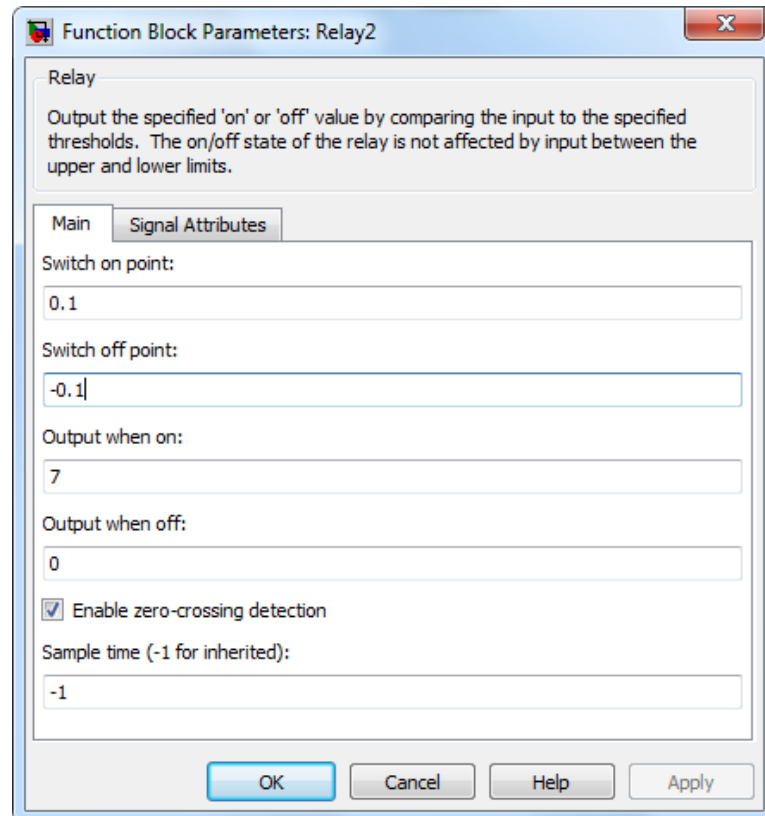 Function Block Parameters: Relay2
Relay
Output the specified 'on' or 'off' value by comparing the input to the specified
thresholds.  The on/off state of the relay is not affected by input between the
upper and lower limits.
Main
Signal Attributes
Switch on point:
0.1
Switch off point:
-0.1
Output when on:
7
Output when off:
0
Enable zero-crossing detection
Sample time (-1 for inherited):
-1
OK
Cancel
Help
Apply